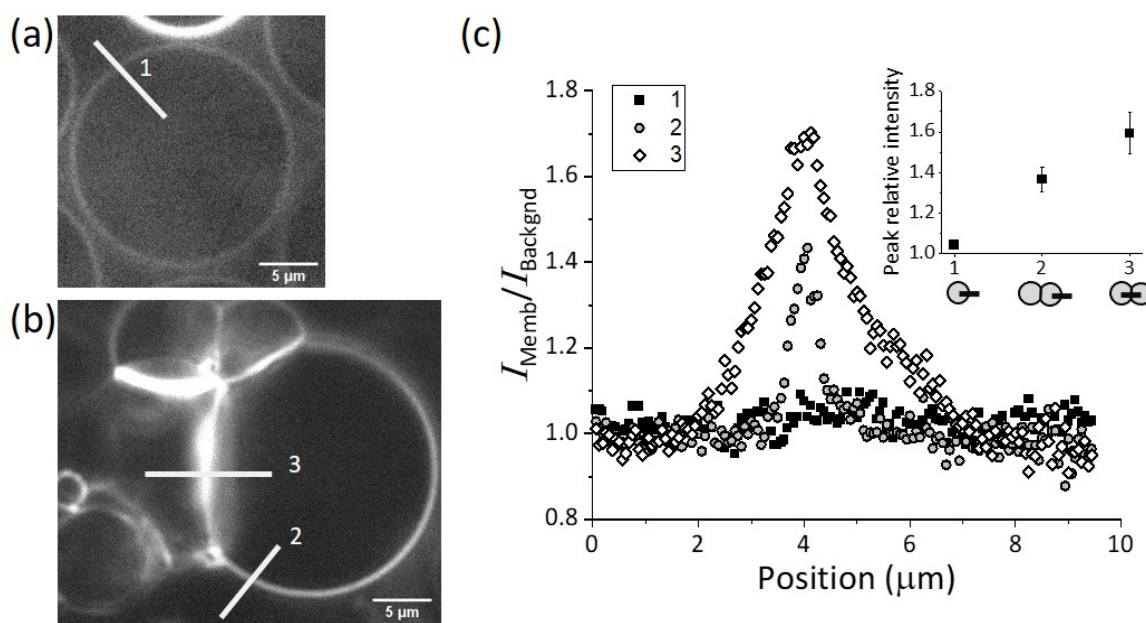 (a)
1
5 µm
(b)
3
2
5 µm
(c)
1.8
1.6
1.4
1.2
1.0
0.8
I_Memb/I_Backgnd
1
2
3
0 2 4 6 8 10
Position (µm)
Peak relative intensity
1.8
1.6
1.4
1.2
1.0
1 2 3